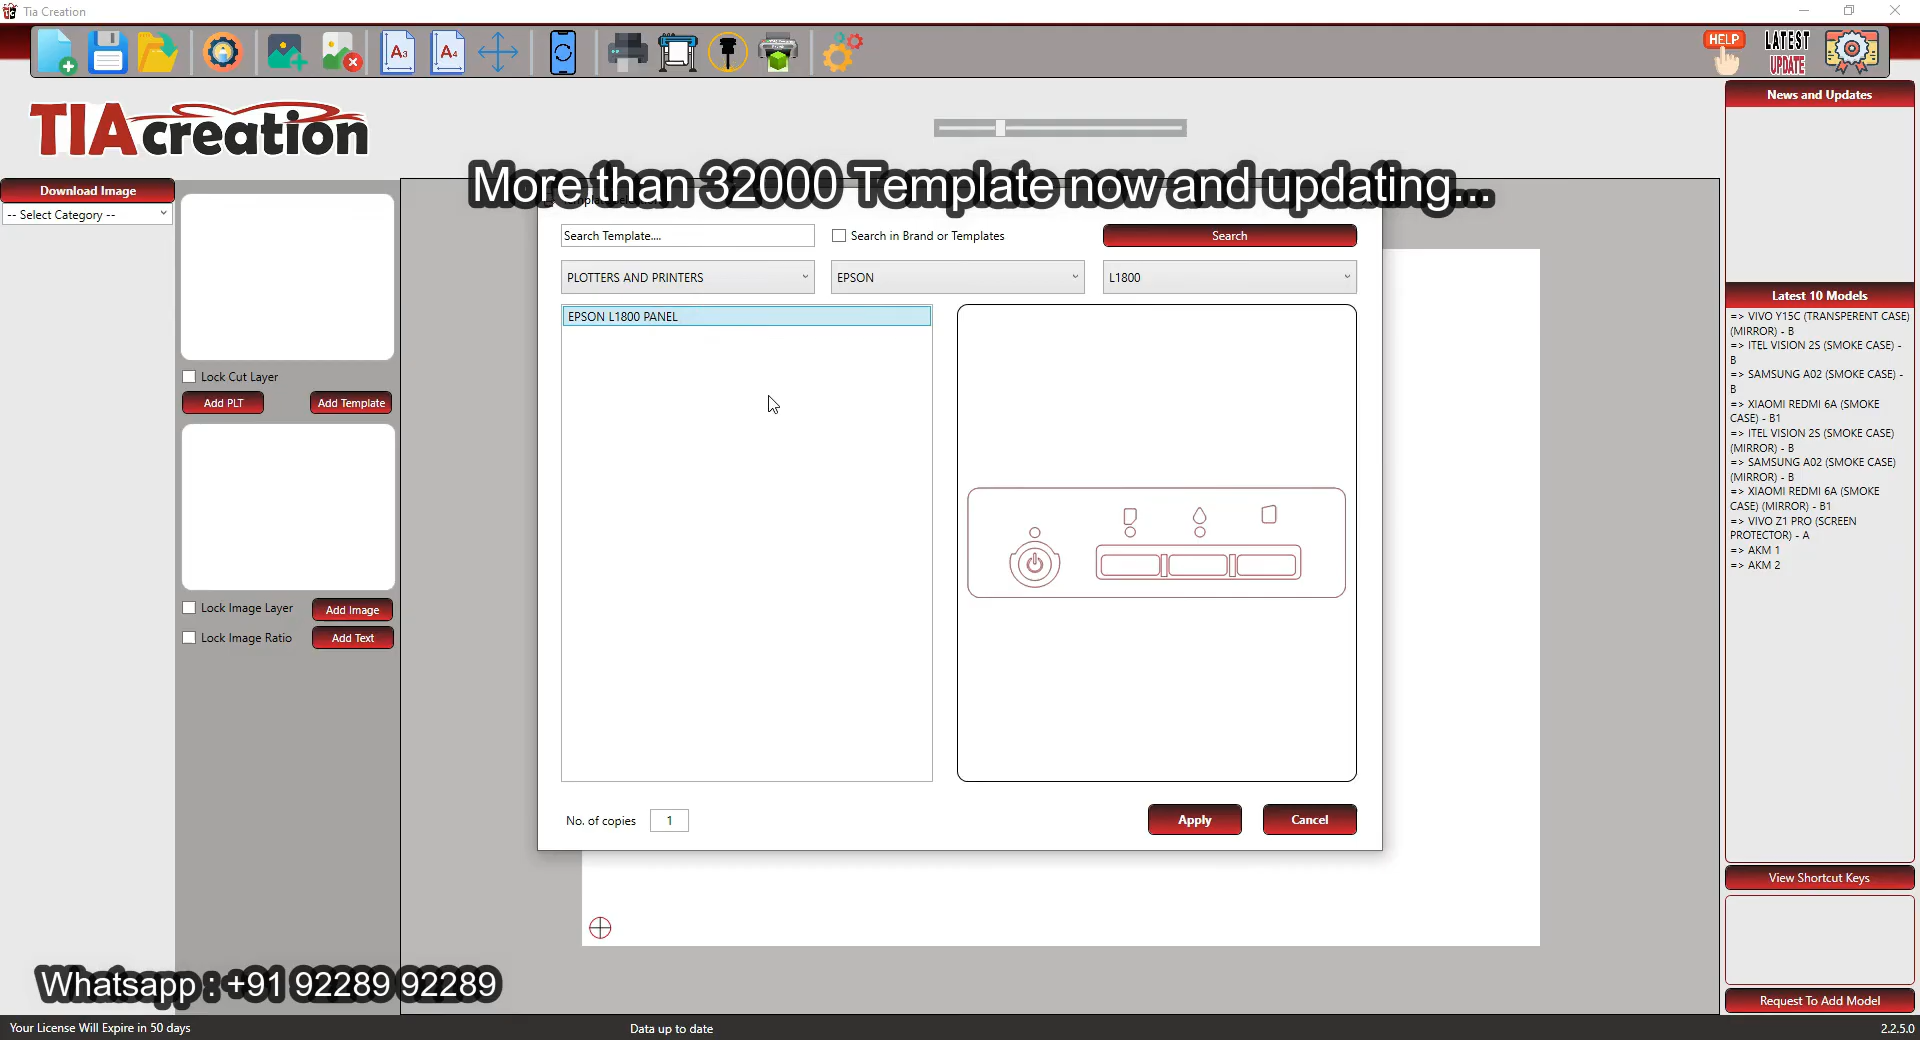 Tia Creation
A3
A4
HELP
LATEST
UPDATE
TIAcreation
News and Updates
More than 32000 Template now and updating...
Download Image
-- Select Category --
Search Template....
Search in Brand or Templates
Search
PLOTTERS AND PRINTERS
EPSON
L1800
EPSON L1800 PANEL
Lock Cut Layer
Add PLT
Add Template
Lock Image Layer
Add Image
Lock Image Ratio
Add Text
No. of copies
1
Apply
Cancel
Latest 10 Models
=> VIVO Y15C (TRANSPERENT CASE)
(MIRROR) - B
=> ITEL VISION 2S (SMOKE CASE) -
B
=> SAMSUNG A02 (SMOKE CASE) -
B
=> XIAOMI REDMI 6A (SMOKE
CASE) - B1
=> ITEL VISION 2S (SMOKE CASE)
(MIRROR) - B
=> SAMSUNG A02 (SMOKE CASE)
(MIRROR) - B
=> XIAOMI REDMI 6A (SMOKE
CASE) (MIRROR) - B1
=> VIVO Z1 PRO (SCREEN
PROTECTOR) - A
=> AKM 1
=> AKM 2
View Shortcut Keys
Request To Add Model
Whatsapp : +91 92289 92289
Your License Will Expire in 50 days
Data up to date
2.2.5.0